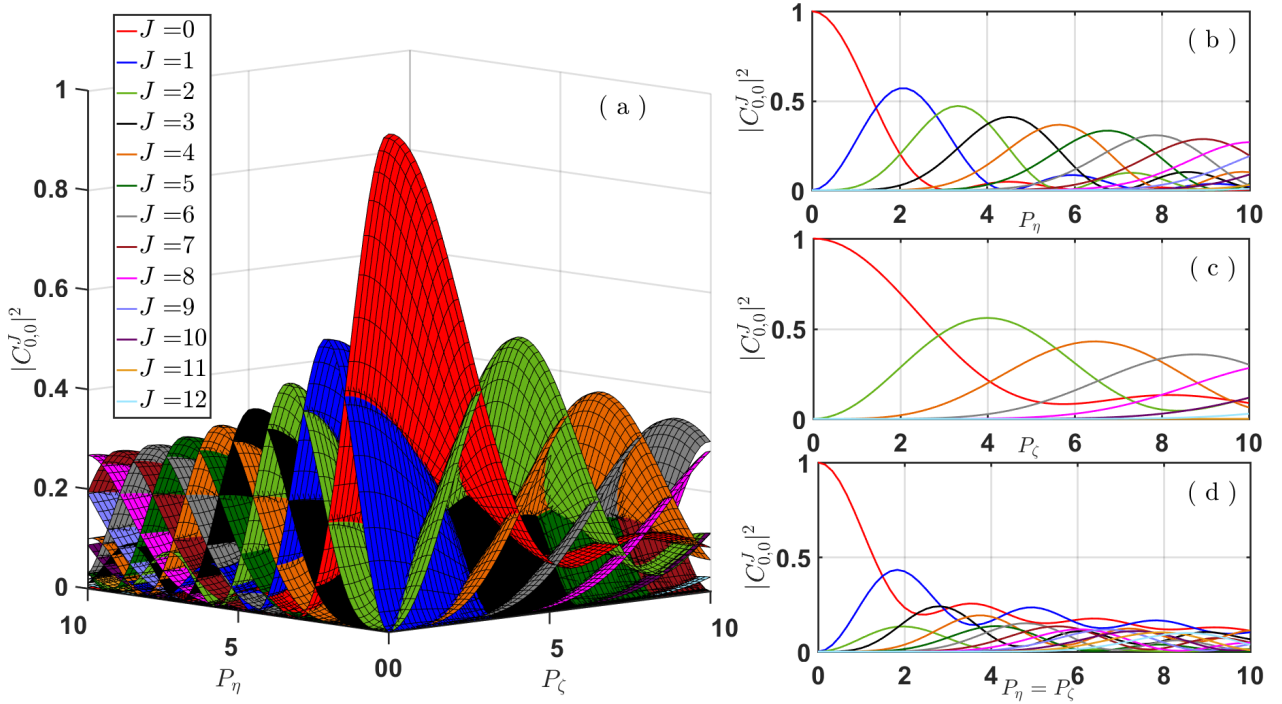 J =0
J =1
J =2
J =3
J =4
J =5
J =6
J =7
J =8
J =9
J =10
J =11
J =12
( a )
1
0.8
0.6
0.4
0.2
0
|C^J_{0,0}|^2
10
5
00
5
10
P_η
P_ζ
( b )
1
0.5
0
|C^J_{0,0}|^2
0 2 4 6 8 10
P_η
( c )
1
0.5
0
|C^J_{0,0}|^2
0 2 4 6 8 10
P_ζ
( d )
1
0.5
0
|C^J_{0,0}|^2
0 2 4 6 8 10
P_η = P_ζ